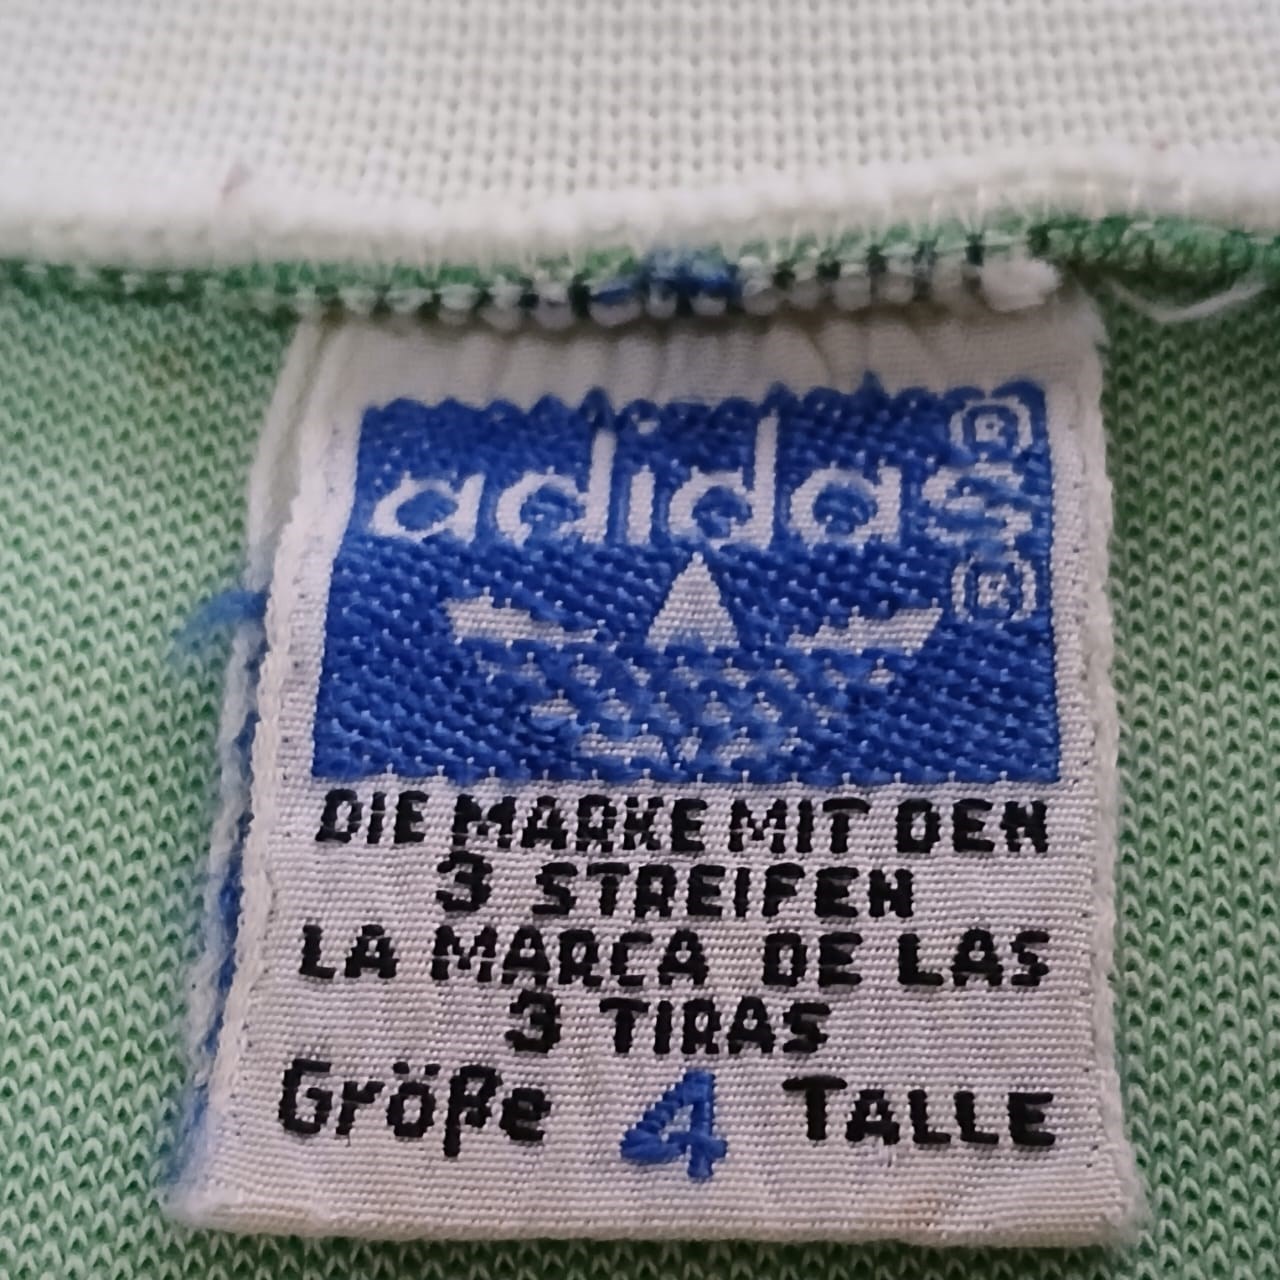 adidas®
®
DIE MARKE MIT DEN
3 STREIFEN
LA MARCA DE LAS
3 TIRAS
Größe 4 TALLE